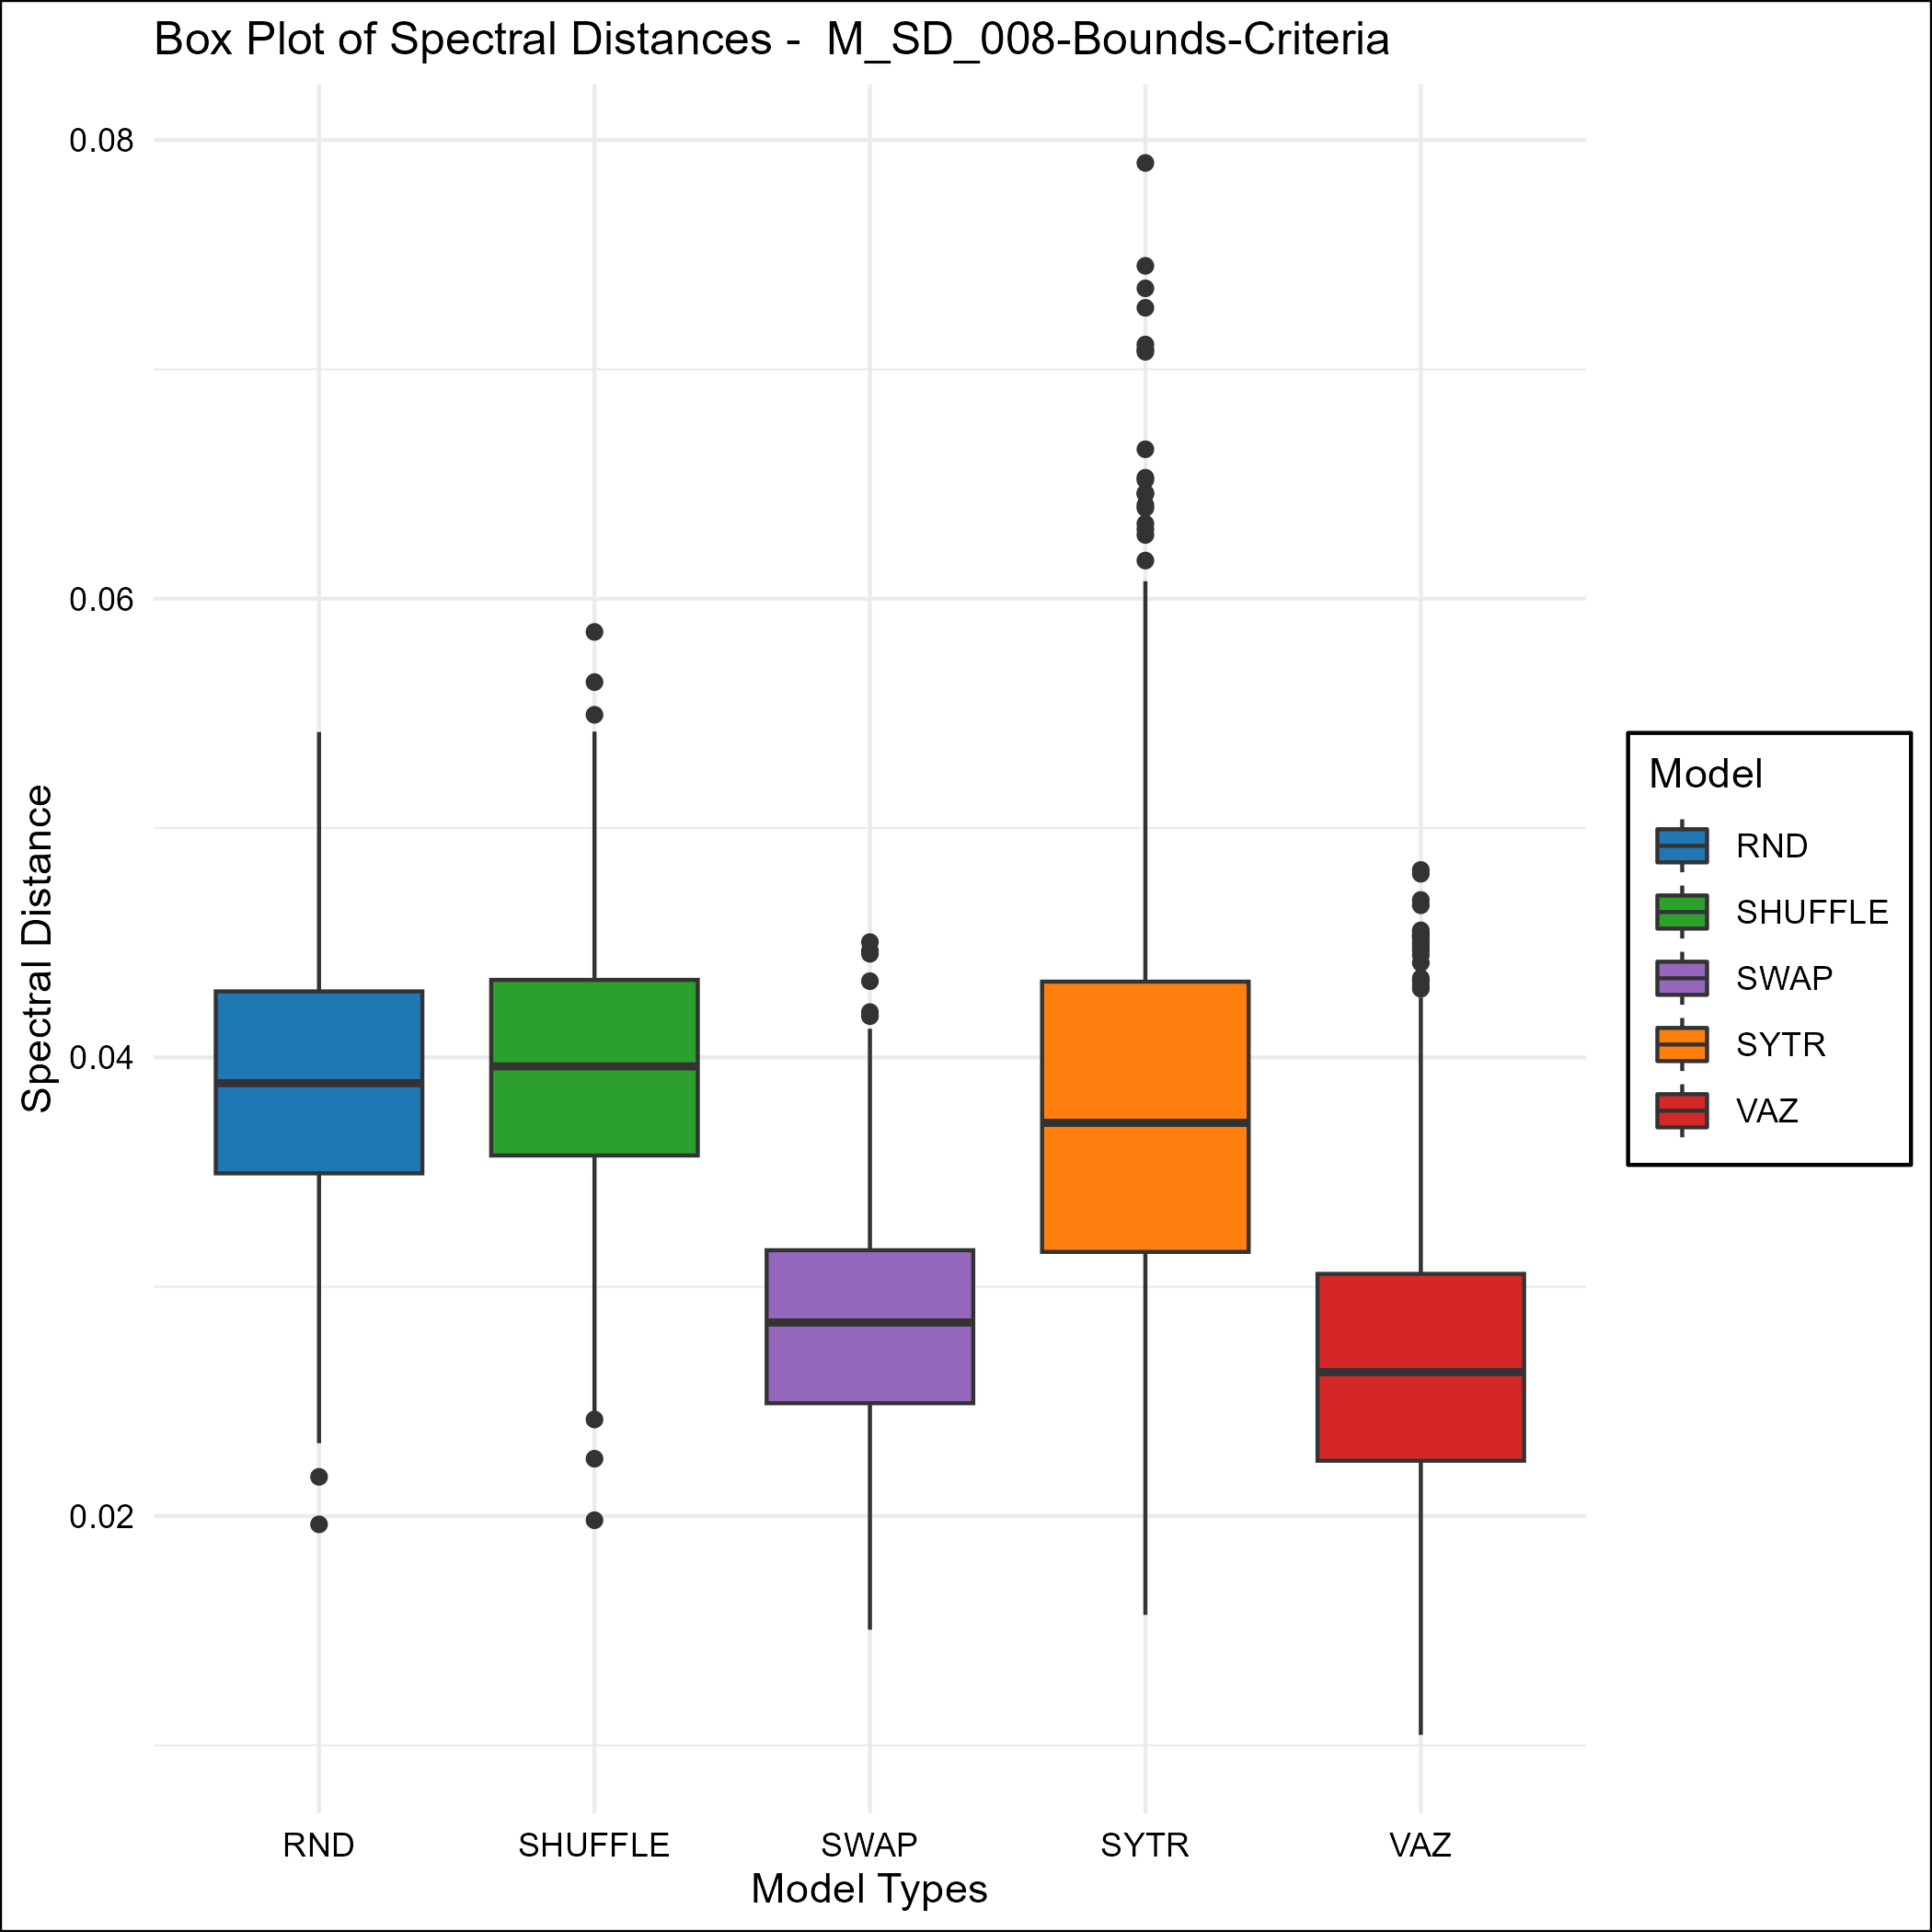 Box Plot of Spectral Distances -  M_SD_008-Bounds-Criteria
Spectral Distance
0.08
0.06
0.04
0.02
RND
SHUFFLE
SWAP
SYTR
VAZ
Model Types
Model
RND
SHUFFLE
SWAP
SYTR
VAZ